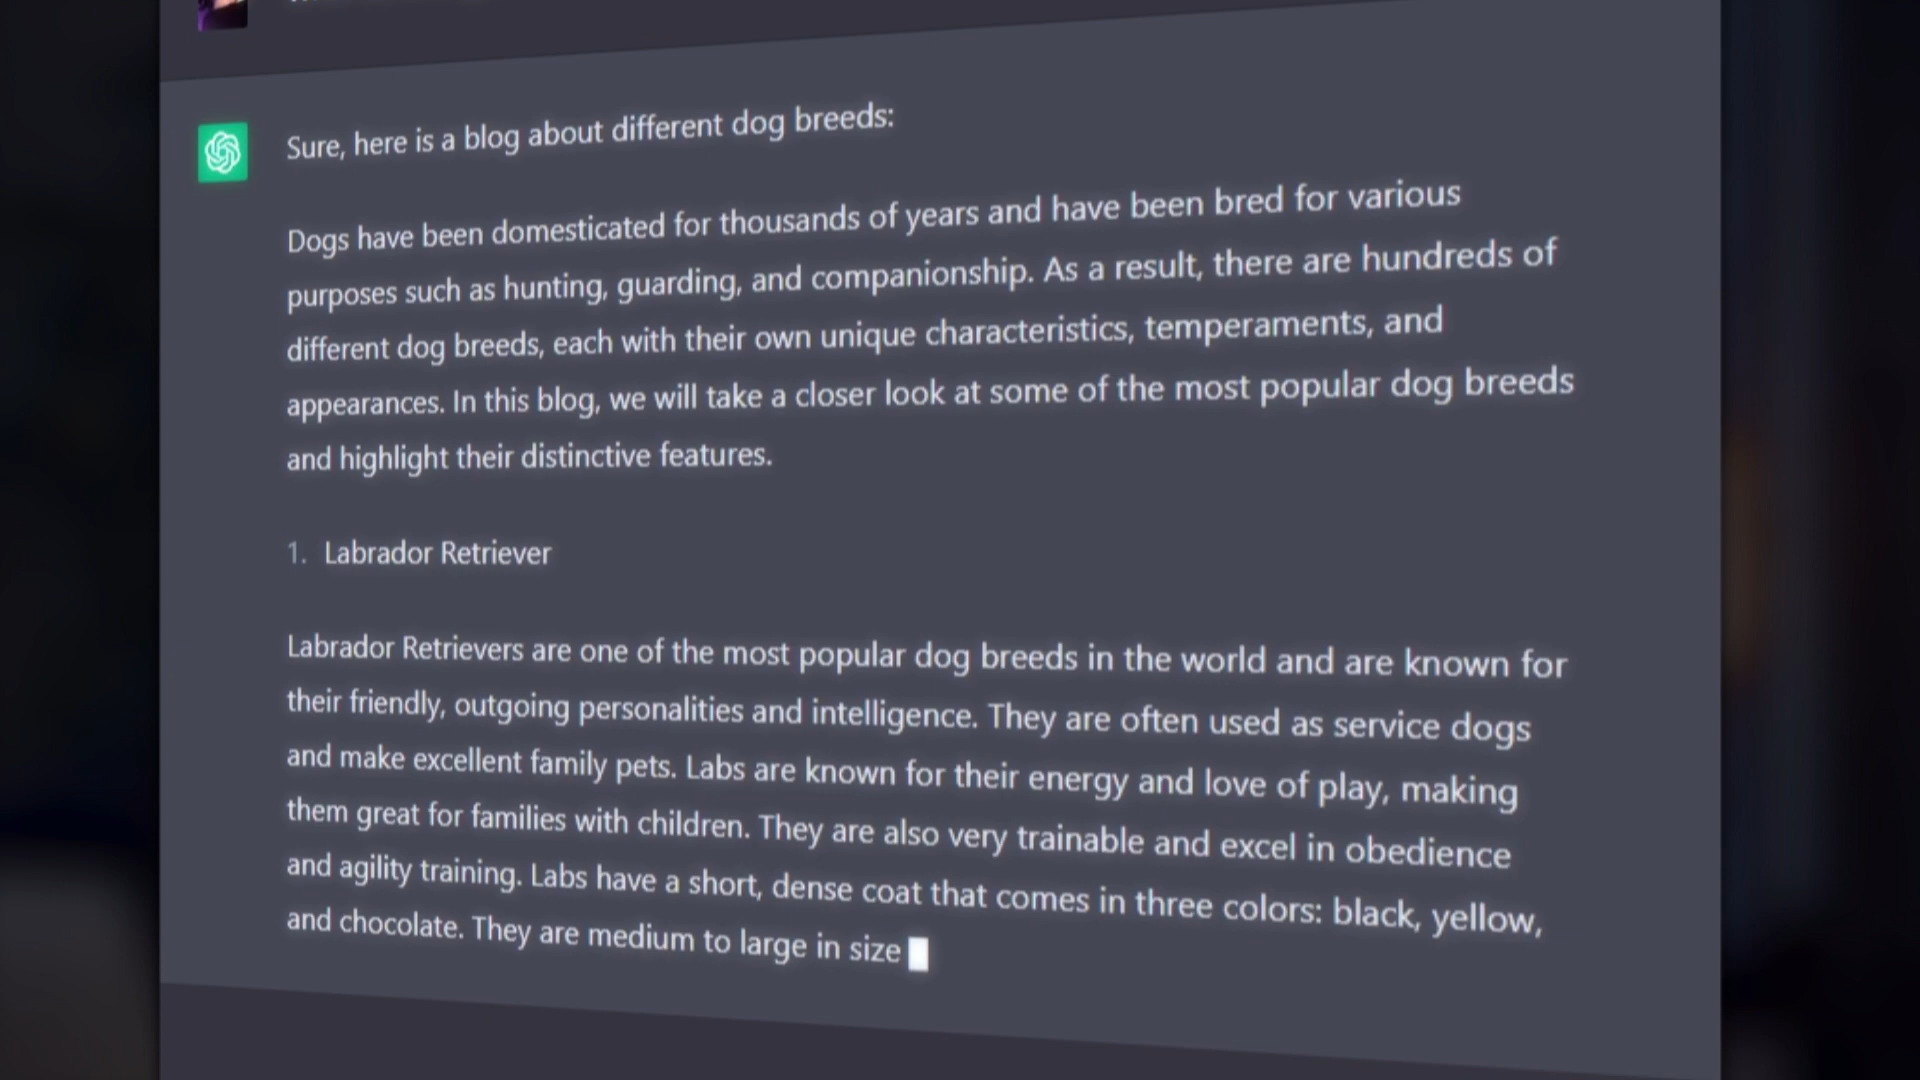 Sure, here is a blog about different dog breeds:
Dogs have been domesticated for thousands of years and have been bred for various
purposes such as hunting, guarding, and companionship. As a result, there are hundreds of
different dog breeds, each with their own unique characteristics, temperaments, and
appearances. In this blog, we will take a closer look at some of the most popular dog breeds
and highlight their distinctive features.
1. Labrador Retriever
Labrador Retrievers are one of the most popular dog breeds in the world and are known for
their friendly, outgoing personalities and intelligence. They are often used as service dogs
and make excellent family pets. Labs are known for their energy and love of play, making
them great for families with children. They are also very trainable and excel in obedience
and agility training. Labs have a short, dense coat that comes in three colors: black, yellow,
and chocolate. They are medium to large in size